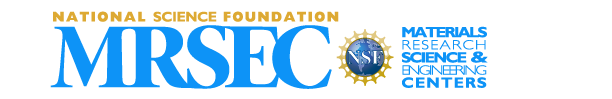 NATIONAL SCIENCE FOUNDATION
MRSEC
NSF
MATERIALS
RESEARCH
SCIENCE &
ENGINEERING
CENTERS